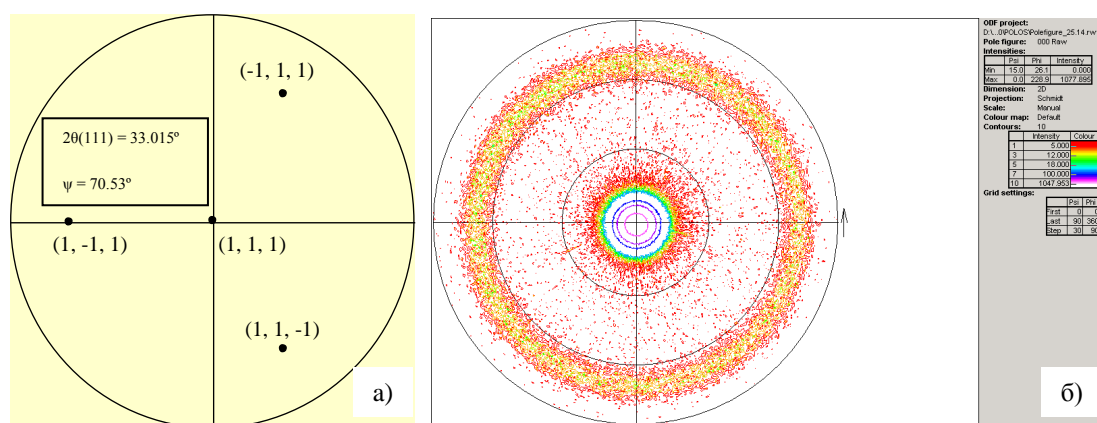 (-1, 1, 1)
2θ(111) = 33.015º
ψ = 70.53º
(1, -1, 1)
(1, 1, 1)
(1, 1, -1)
а)
ODF project:
D:\...0\POLOS\Polefigure_25.14.rw
Pole figure: 000 Raw
Intensities:
Psi Phi Intensity
Min 15.0 26.1 0.000
Max 0.0 228.9 1077.895
Dimension: 2D
Projection: Schmidt
Scale: Manual
Colour map: Default
Contours: 10
Intensity Colour
1 5.000
3 12.000
5 18.000
7 100.000
10 1047.953
Grid settings:
Psi Phi
First 0 0
Last 90 360
Step 30 90
б)